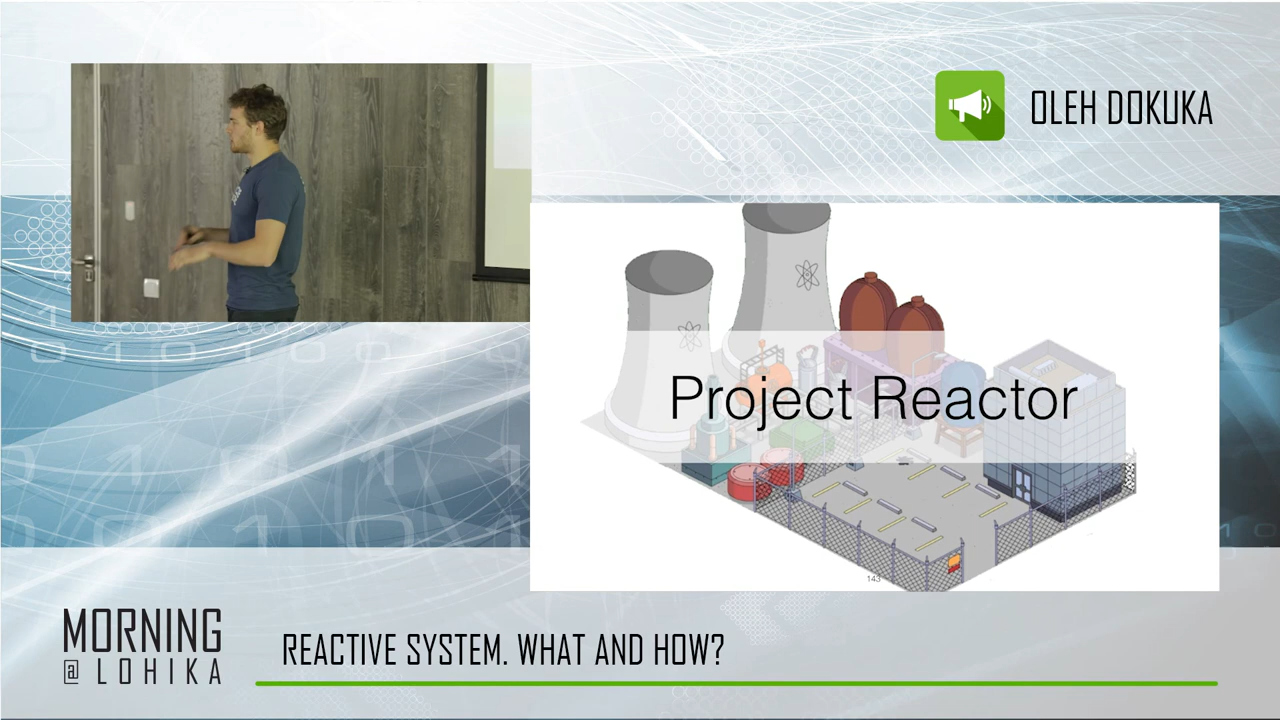 OLEH DOKUKA
Project Reactor
143
MORNING
@ LOHIKA
REACTIVE SYSTEM. WHAT AND HOW?